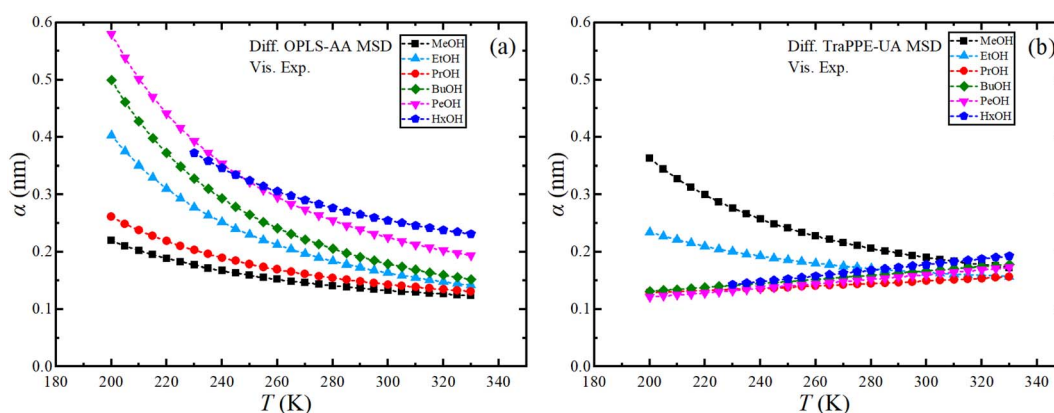 0.6
0.5
0.4
0.3
0.2
0.1
0.0
α (nm)
Diff. OPLS-AA MSD
Vis. Exp.
(a)
MeOH
EtOH
PrOH
BuOH
PeOH
HxOH
180 200 220 240 260 280 300 320 340
T (K)
0.6
0.5
0.4
0.3
0.2
0.1
0.0
α (nm)
Diff. TraPPE-UA MSD
Vis. Exp.
(b)
MeOH
EtOH
PrOH
BuOH
PeOH
HxOH
180 200 220 240 260 280 300 320 340
T (K)